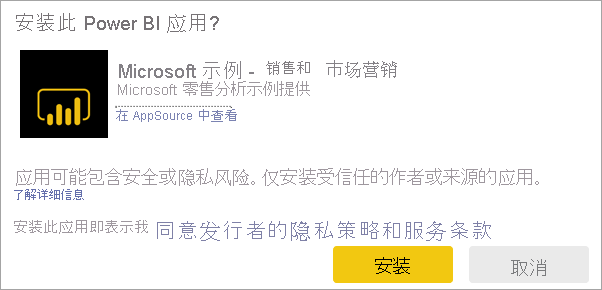 安装此 Power BI 应用?
Microsoft 示例 - 销售和 市场营销
Microsoft 零售分析示例提供
在 AppSource 中查看
应用可能包含安全或隐私风险。仅安装受信任的作者或来源的应用。
了解详细信息
安装此应用即表示我 同意发行者的隐私策略和服务条款
安装 取消